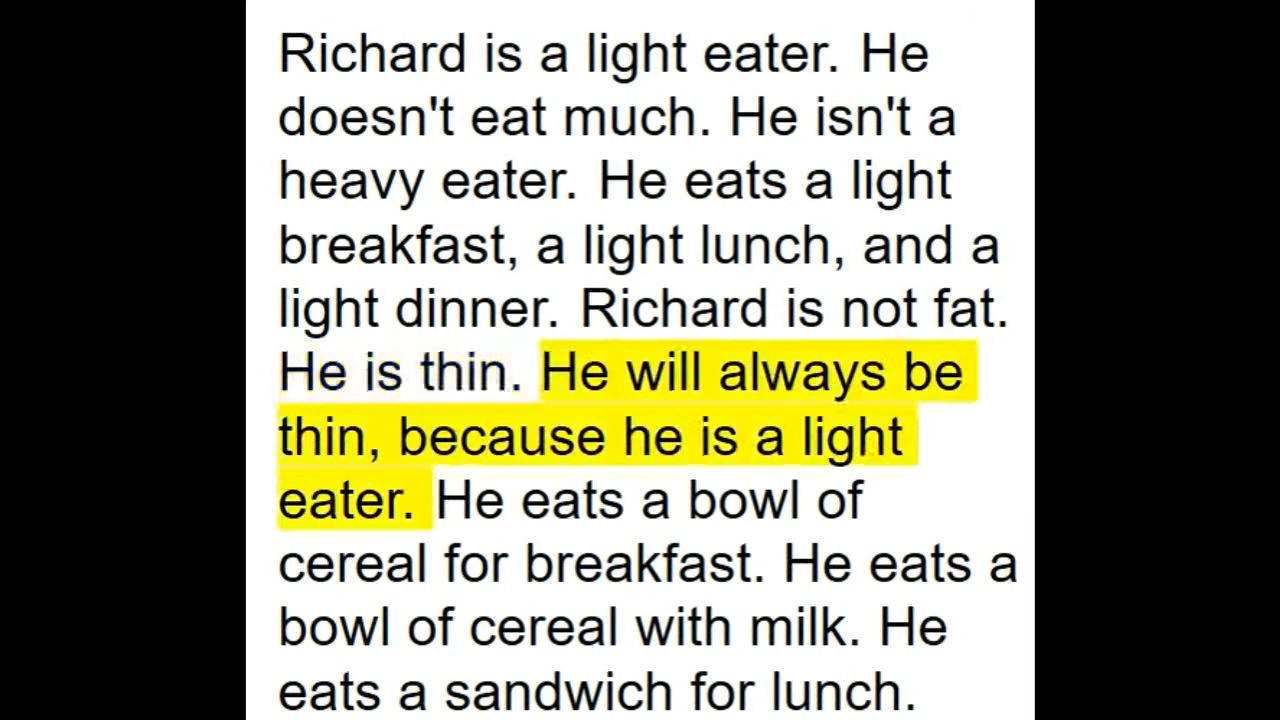 Richard is a light eater. He
doesn't eat much. He isn't a
heavy eater. He eats a light
breakfast, a light lunch, and a
light dinner. Richard is not fat.
He is thin. He will always be
thin, because he is a light
eater. He eats a bowl of
cereal for breakfast. He eats a
bowl of cereal with milk. He
eats a sandwich for lunch.